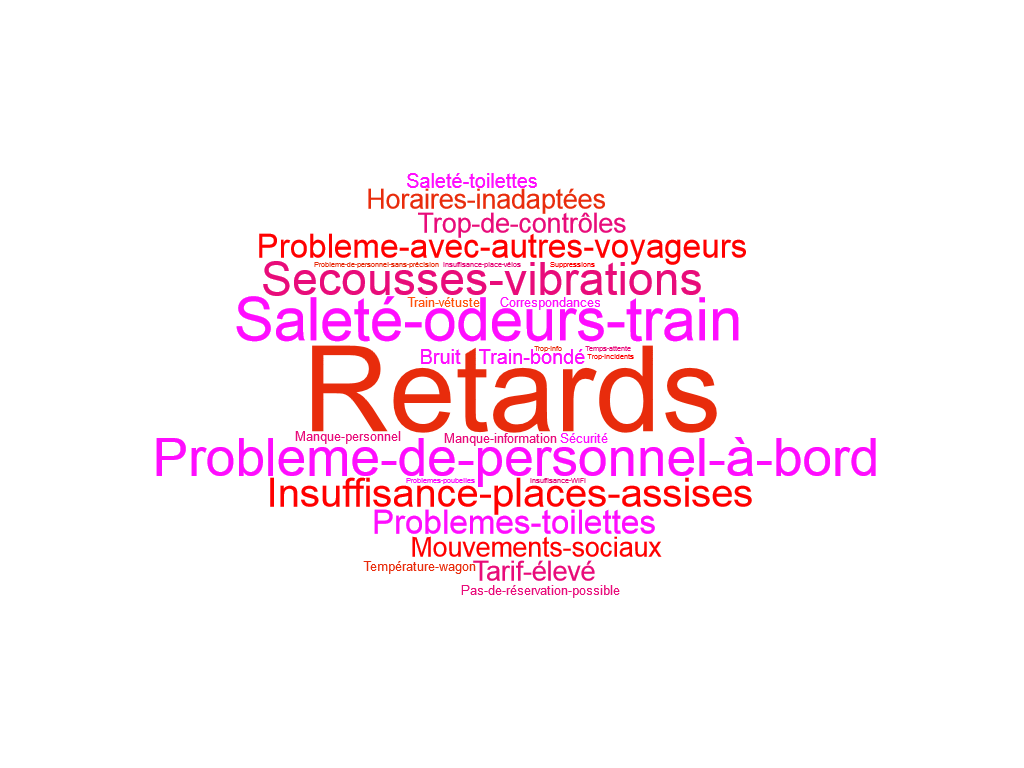 Saleté-toilettes
Horaires-inadaptées
Trop-de-contrôles
Probleme-avec-autres-voyageurs
Probleme-de-personnel-sans-précision Insuffisance-place-vélos Suppressions
Secousses-vibrations
Train-vétuste Correspondances
Saleté-odeurs-train
Trop-info Temps-attente
Bruit Train-bondé Trop-incidents
Retards
Manque-personnel Manque-information Sécurité
Probleme-de-personnel-à-bord
Problemes-poubelles Insuffisance-WiFi
Insuffisance-places-assises
Problemes-toilettes
Mouvements-sociaux
Température-wagon Tarif-élevé
Pas-de-réservation-possible